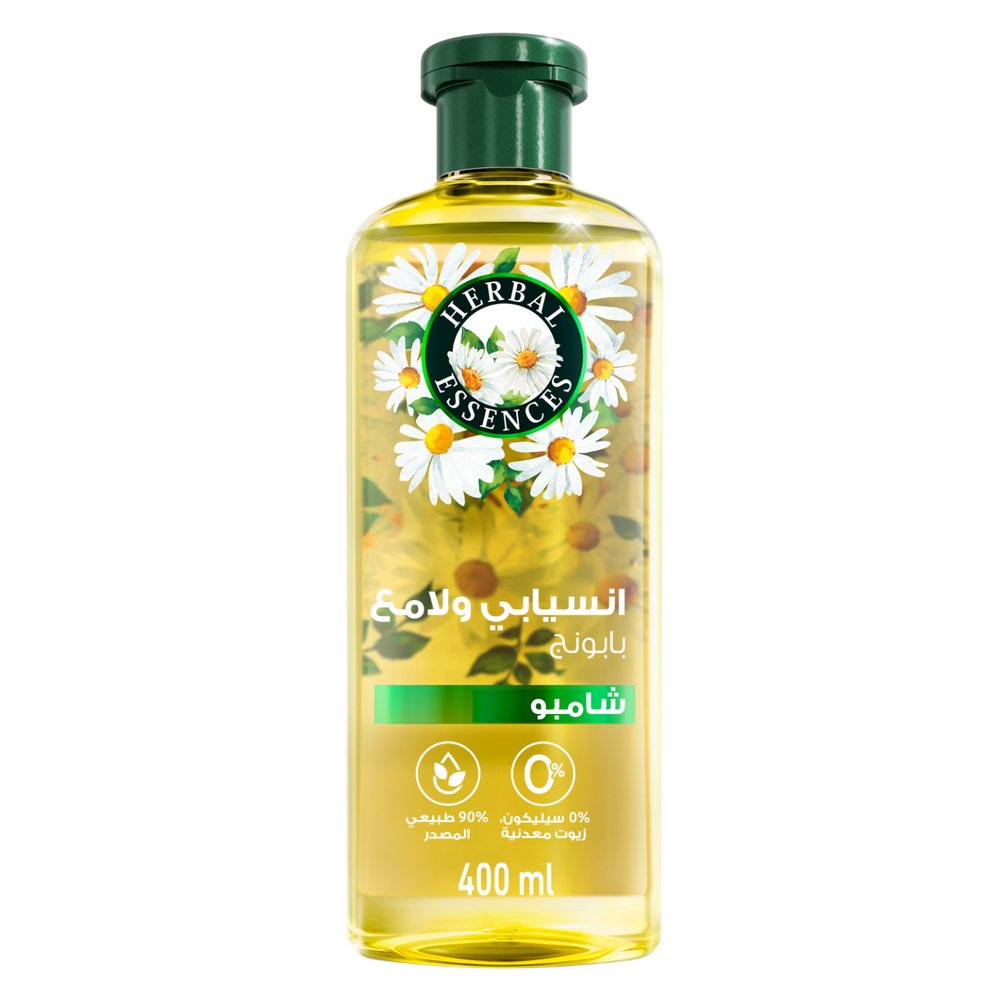 HERBAL
ESSENCES
انسيابي ولامع
بابونج
شامبو
0%
0% سيليكون،
زيوت معدنية
90% طبيعي
المصدر
400 ml